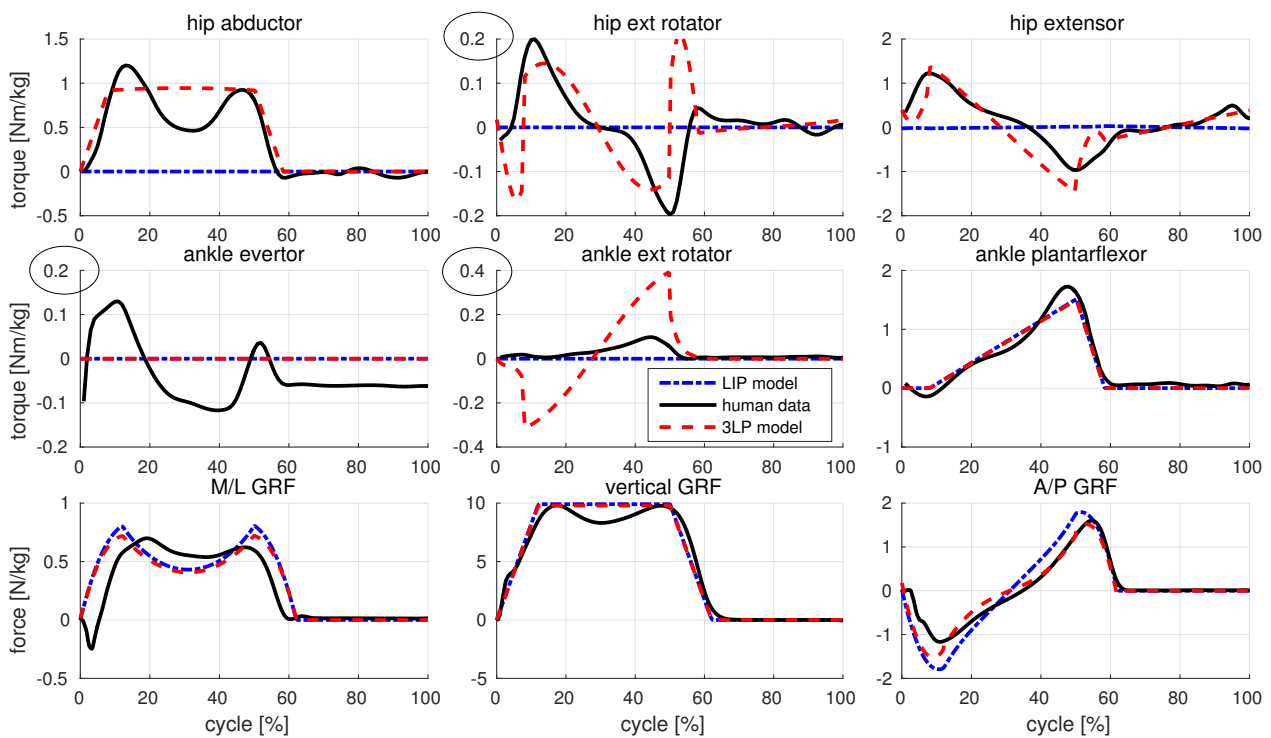 hip abductor
1.5
1
0.5
0
-0.5
0 20 40 60 80 100
torque [Nm/kg]
hip ext rotator
0.2
0.1
0
-0.1
-0.2
0 20 40 60 80 100
hip extensor
2
1
0
-1
-2
0 20 40 60 80 100
ankle evertor
0.2
0.1
0
-0.1
-0.2
0 20 40 60 80 100
torque [Nm/kg]
ankle ext rotator
0.4
0.2
0
-0.2
-0.4
0 20 40 60 80 100
LIP model
human data
3LP model
ankle plantarflexor
2
1
0
-1
0 20 40 60 80 100
M/L GRF
1
0.5
0
-0.5
0 20 40 60 80 100
force [N/kg]
cycle [%]
vertical GRF
10
5
0
-5
0 20 40 60 80 100
cycle [%]
A/P GRF
2
1
0
-1
-2
0 20 40 60 80 100
cycle [%]